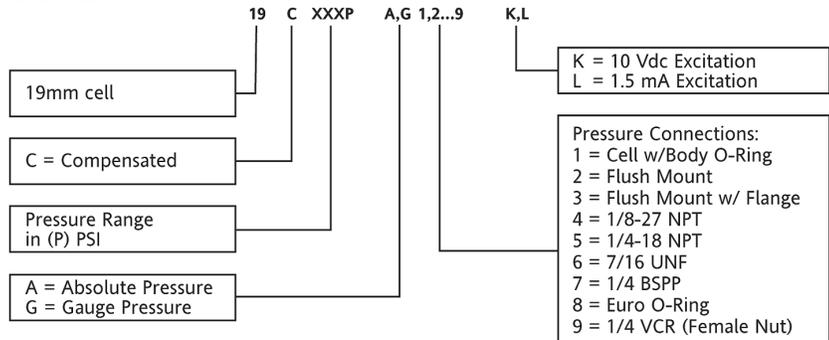 19 C XXXP A,G 1,2...9 K,L
19mm cell
C = Compensated
Pressure Range
in (P) PSI
A = Absolute Pressure
G = Gauge Pressure
K = 10 Vdc Excitation
L = 1.5 mA Excitation
Pressure Connections:
1 = Cell w/Body O-Ring
2 = Flush Mount
3 = Flush Mount w/ Flange
4 = 1/8-27 NPT
5 = 1/4-18 NPT
6 = 7/16 UNF
7 = 1/4 BSPP
8 = Euro O-Ring
9 = 1/4 VCR (Female Nut)